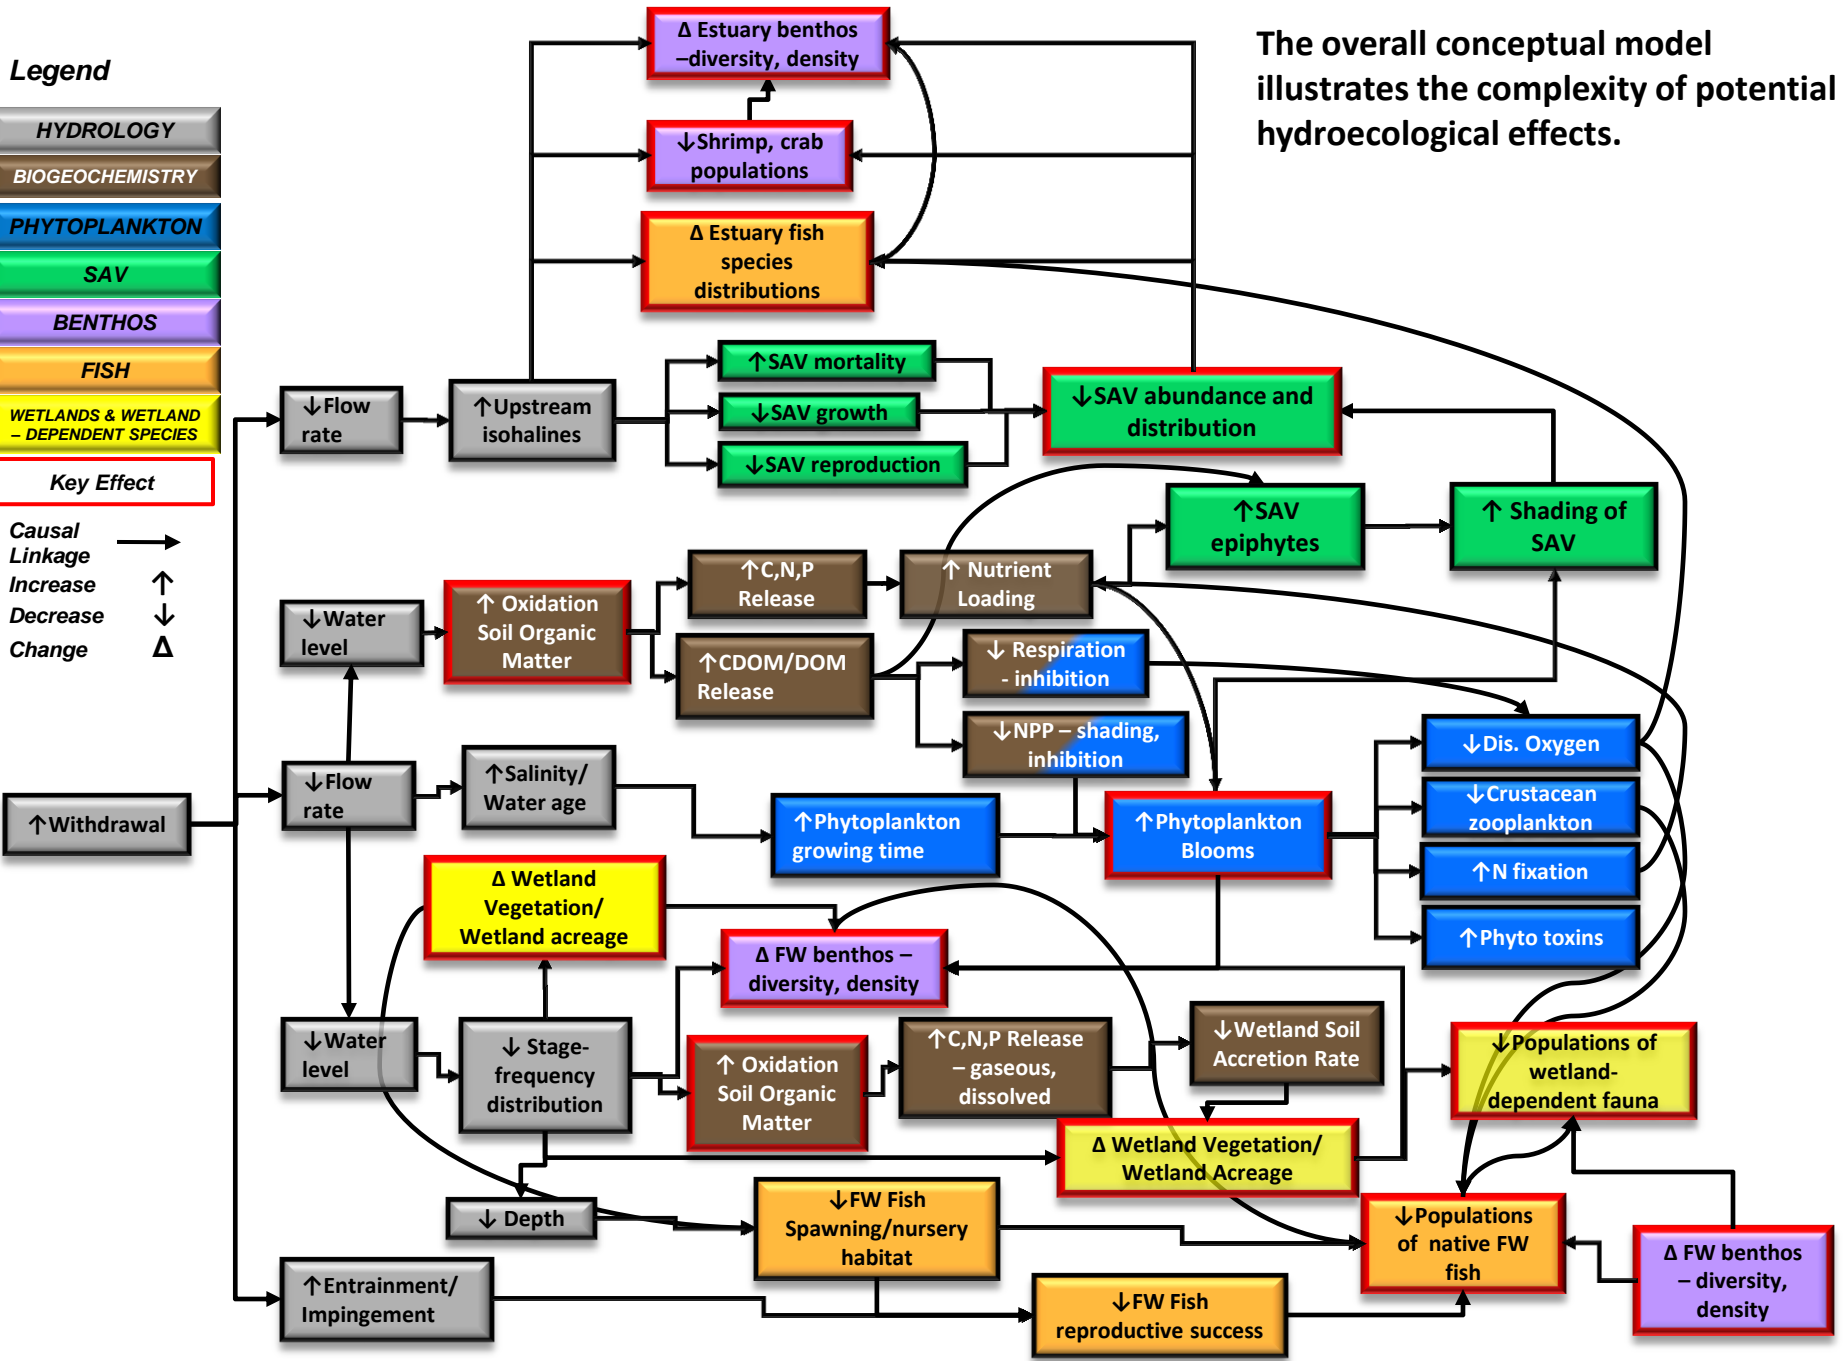 The overall conceptual model
illustrates the complexity of potential
hydroecological effects.
Legend
HYDROLOGY
BIOGEOCHEMISTRY
PHYTOPLANKTON
SAV
BENTHOS
FISH
WETLANDS & WETLAND
– DEPENDENT SPECIES
Key Effect
Causal
Linkage
Increase ↑
Decrease ↓
Change Δ
Δ Estuary benthos
–diversity, density
↓Shrimp, crab
populations
Δ Estuary fish
species
distributions
↓Flow
rate
↑Upstream
isohalines
↑SAV mortality
↓SAV growth
↓SAV reproduction
↓SAV abundance and
distribution
↑SAV
epiphytes
↑ Shading of
SAV
↓Water
level
↑ Oxidation
Soil Organic
Matter
↑C,N,P
Release
↑ Nutrient
Loading
↑CDOM/DOM
Release
↓ Respiration
- inhibition
↓NPP – shading,
inhibition
↑Withdrawal
↓Flow
rate
↑Salinity/
Water age
↑Phytoplankton
growing time
↑Phytoplankton
Blooms
↓Dis. Oxygen
↓Crustacean
zooplankton
↑N fixation
↑Phyto toxins
Δ Wetland
Vegetation/
Wetland acreage
Δ FW benthos –
diversity, density
↓Water
level
↓ Stage-
frequency
distribution
↑ Oxidation
Soil Organic
Matter
↑C,N,P Release
– gaseous,
dissolved
↓Wetland Soil
Accretion Rate
Δ Wetland Vegetation/
Wetland Acreage
↓Populations of
wetland-
dependent fauna
↓ Depth
↓FW Fish
Spawning/nursery
habitat
↓Populations
of native FW
fish
Δ FW benthos
– diversity,
density
↑Entrainment/
Impingement
↓FW Fish
reproductive success